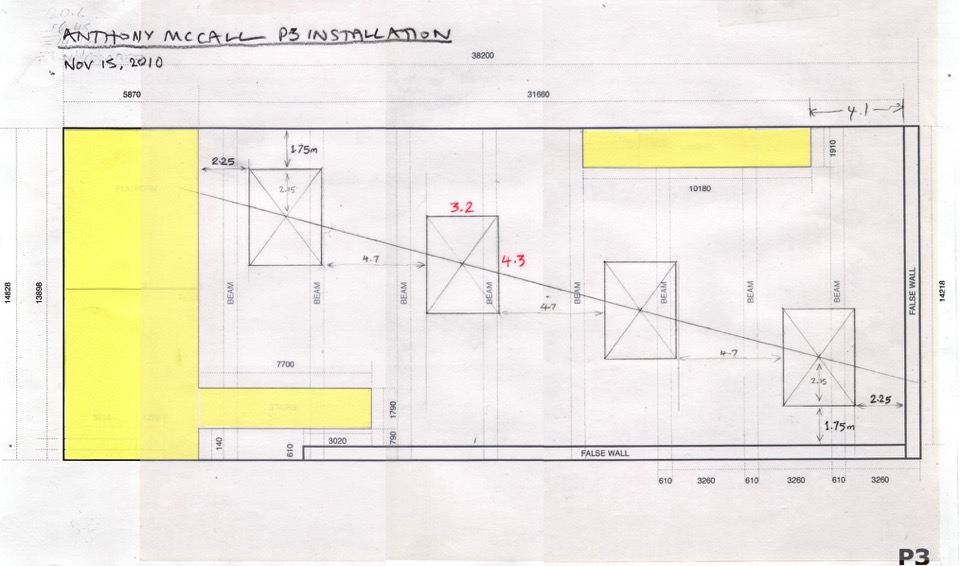 ANTHONY MCCALL P3 INSTALLATION
Nov 15, 2010
38200
5870
31660
4.1
1.75m
2.25
2.15
1910
10180
3.2
4.3
4.7
4.7
4.7
BEAM
BEAM
BEAM
BEAM
BEAM
BEAM
BEAM
BEAM
14828
13898
FALSE WALL
14218
7700
2.15
2.25
1.75m
1790
790
140
610
3020
FALSE WALL
610
3260
610
3260
610
3260
P3